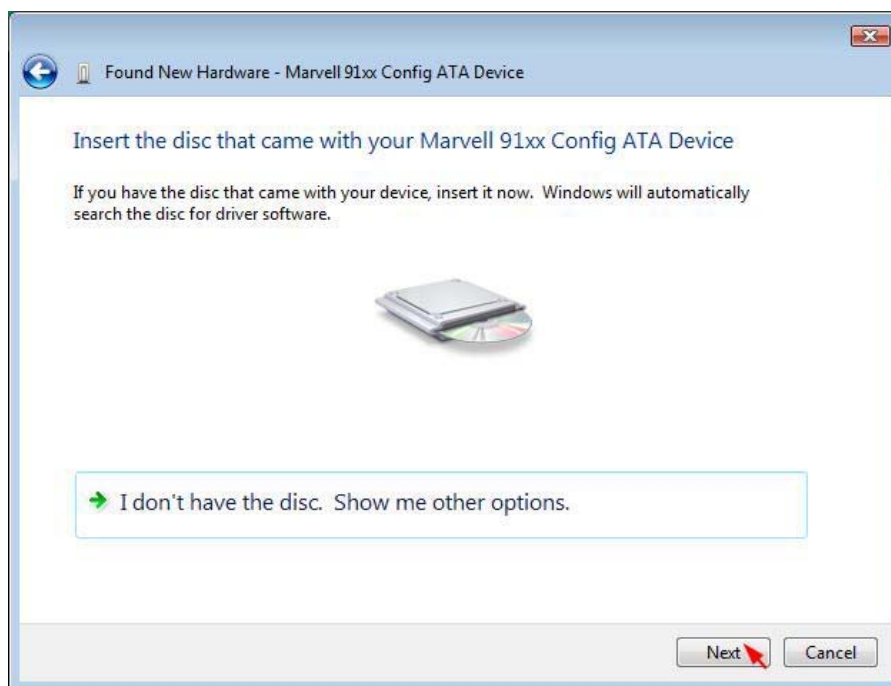 Found New Hardware - Marvell 91xx Config ATA Device
Insert the disc that came with your Marvell 91xx Config ATA Device
If you have the disc that came with your device, insert it now.  Windows will automatically
search the disc for driver software.
I don't have the disc.  Show me other options.
Next
Cancel